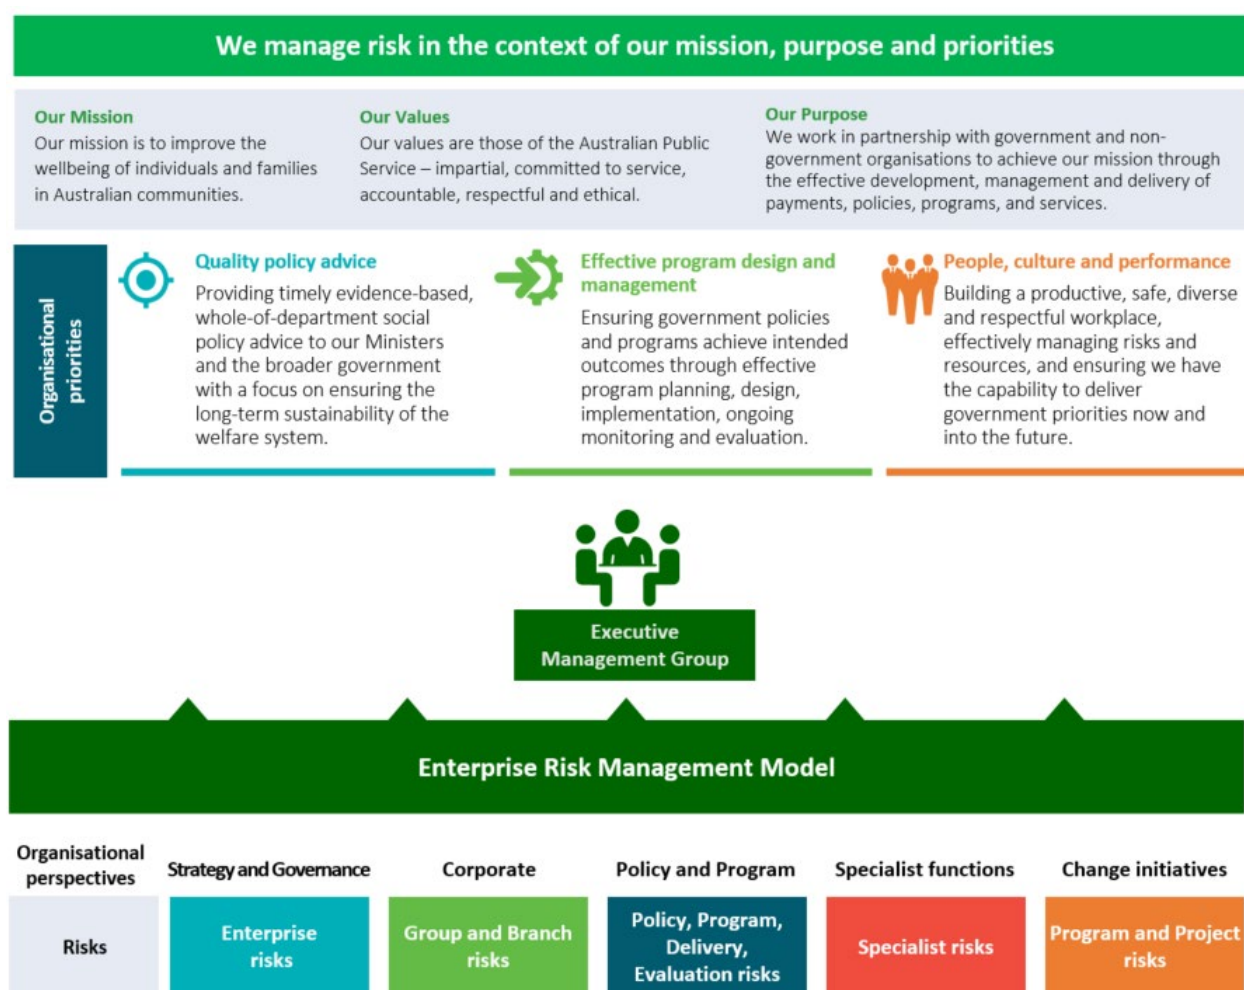 We manage risk in the context of our mission, purpose and priorities
Our Mission
Our mission is to improve the
wellbeing of individuals and families
in Australian communities.
Our Values
Our values are those of the Australian Public
Service – impartial, committed to service,
accountable, respectful and ethical.
Our Purpose
We work in partnership with government and non-
government organisations to achieve our mission through
the effective development, management and delivery of
payments, policies, programs, and services.
Organisational
priorities
Quality policy advice
Providing timely evidence-based,
whole-of-department social
policy advice to our Ministers
and the broader government
with a focus on ensuring the
long-term sustainability of the
welfare system.
Effective program design and
management
Ensuring government policies
and programs achieve intended
outcomes through effective
program planning, design,
implementation, ongoing
monitoring and evaluation.
People, culture and performance
Building a productive, safe, diverse
and respectful workplace,
effectively managing risks and
resources, and ensuring we have
the capability to deliver
government priorities now and
into the future.
Executive
Management Group
Enterprise Risk Management Model
Organisational
perspectives
Strategy and Governance
Corporate
Policy and Program
Specialist functions
Change initiatives
Risks
Enterprise
risks
Group and Branch
risks
Policy, Program,
Delivery,
Evaluation risks
Specialist risks
Program and Project
risks